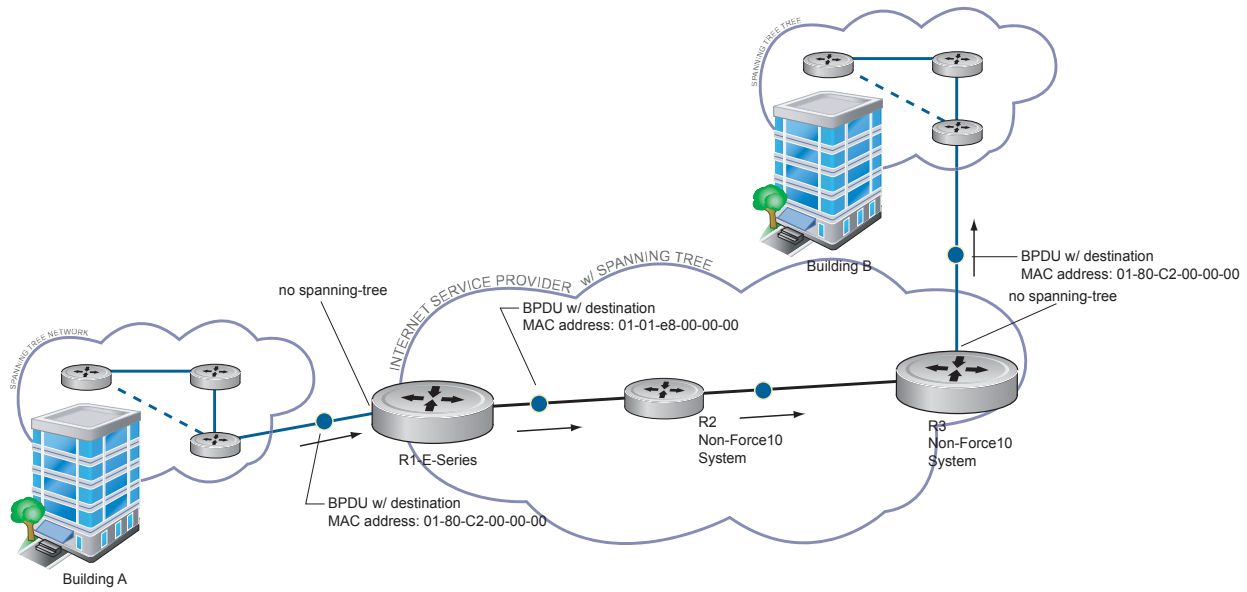 SPANNING TREE TREE
Building B
BPDU w/ destination
MAC address: 01-80-C2-00-00-00
no spanning-tree
INTERNET SERVICE PROVIDER w/ SPANNING TREE
no spanning-tree
BPDU w/ destination
MAC address: 01-01-e8-00-00-00
SPANNING TREE NETWORK
R1-E-Series
R2
Non-Force10
System
R3
Non-Force10
System
BPDU w/ destination
MAC address: 01-80-C2-00-00-00
Building A